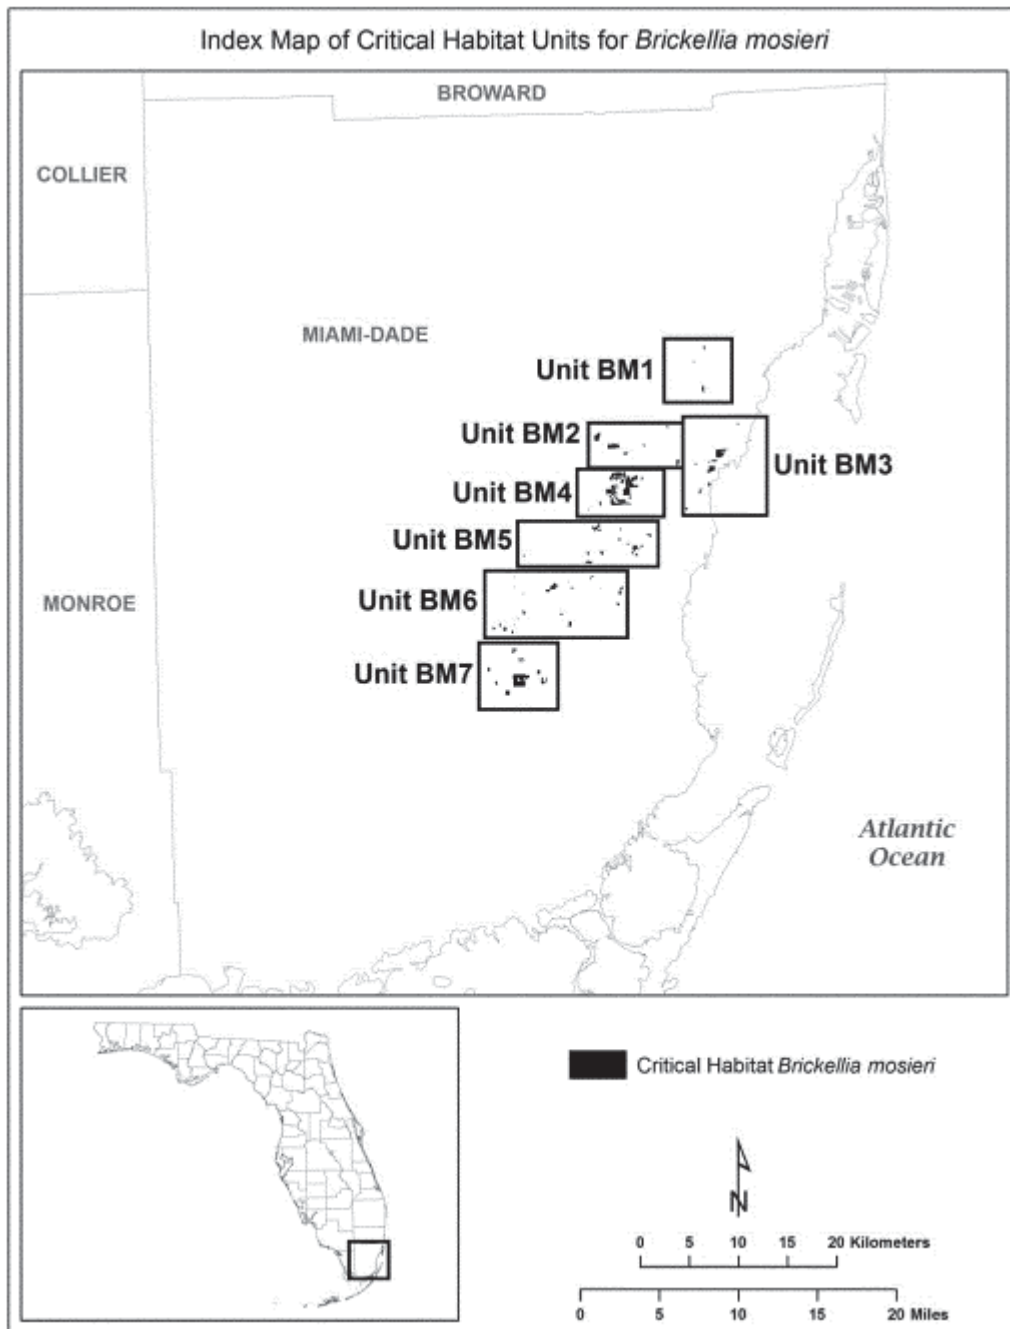 Index Map of Critical Habitat Units for Brickellia mosieri
BROWARD
COLLIER
MIAMI-DADE
Unit BM1
Unit BM2
Unit BM3
Unit BM4
Unit BM5
Unit BM6
MONROE
Unit BM7
Atlantic
Ocean
Critical Habitat Brickellia mosieri
N
0 5 10 15 20 Kilometers
0 5 10 15 20 Miles